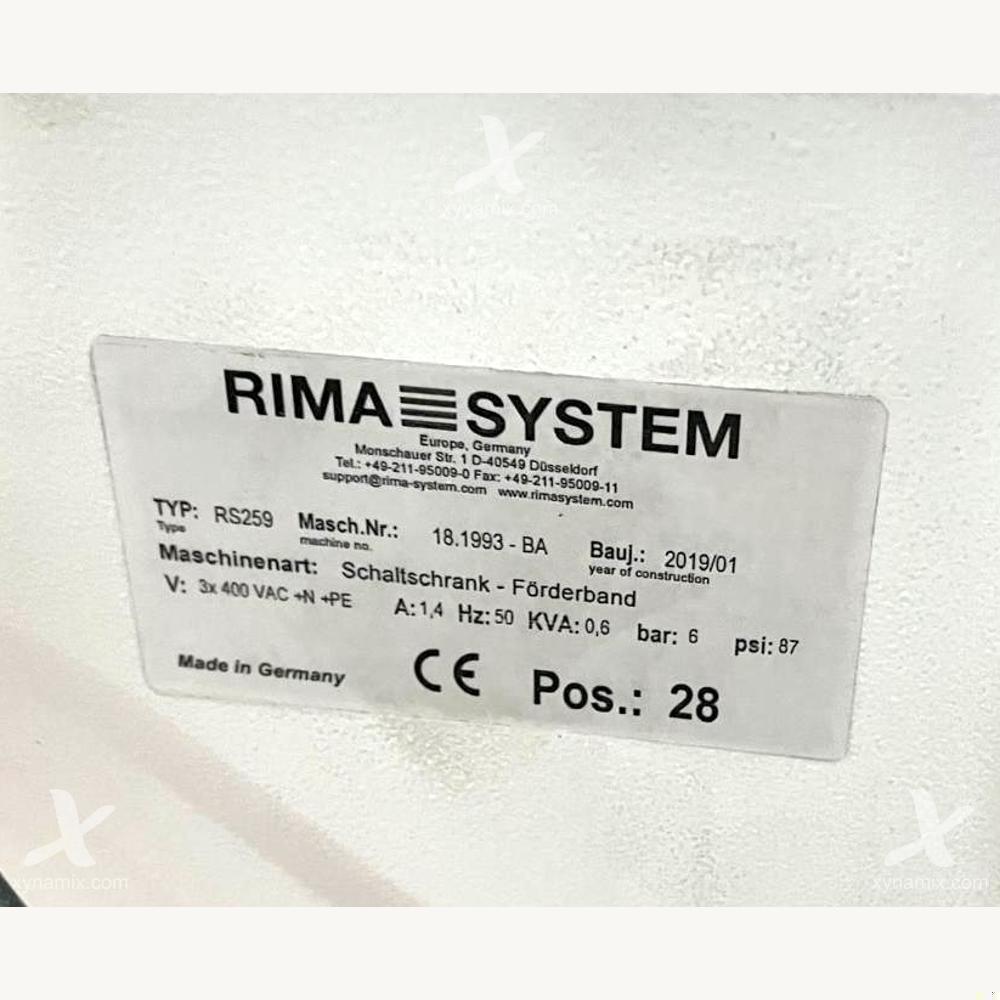 xynamix.com
RIMA SYSTEM
Europe, Germany
Monschauer Str. 1 D-40549 Düsseldorf
Tel.: +49-211-95009-0 Fax: +49-211-95009-11
support@rima-system.com www.rimasystem.com
TYP: RS259 Masch.Nr.: 18.1993 - BA Bauj.: 2019/01
Type machine no. year of construction
Maschinenart: Schaltschrank - Förderband
V: 3x 400 VAC +N +PE A: 1,4 Hz: 50 KVA: 0,6 bar: 6 psi: 87
Made in Germany CE Pos.: 28
xynamix.com xynamix.com